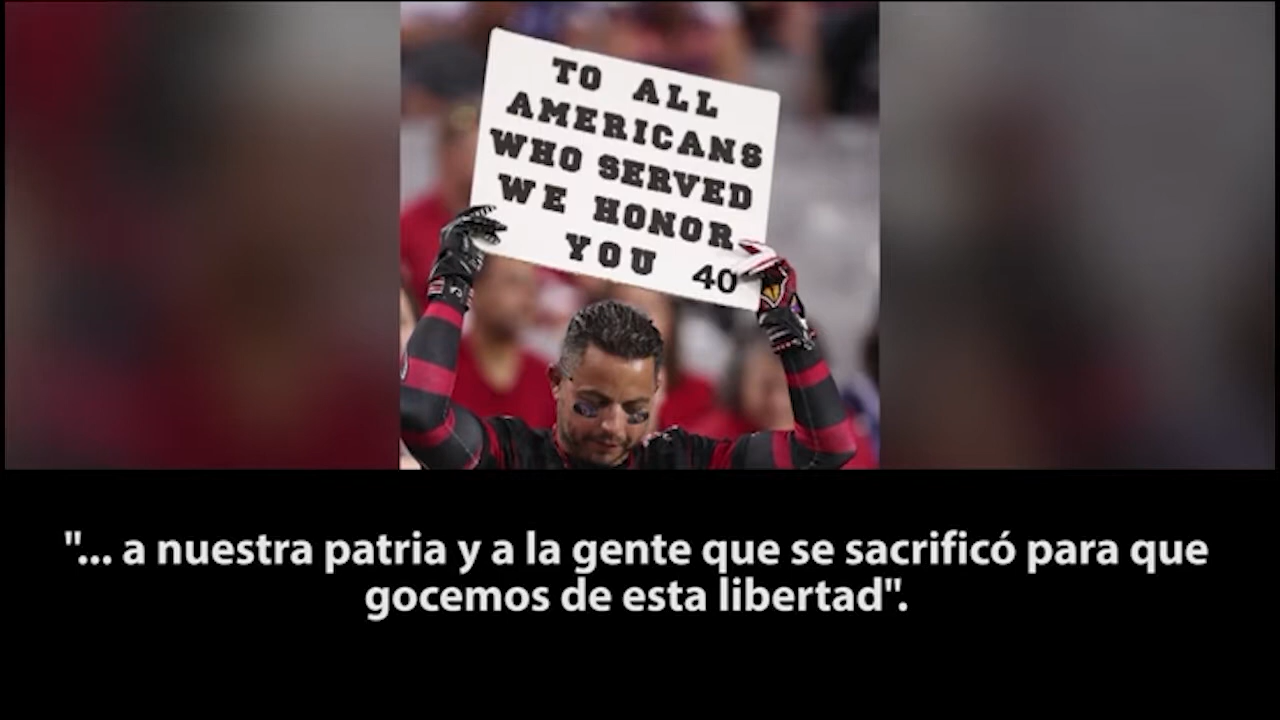 TO ALL
AMERICANS
WHO SERVED
WE HONOR
YOU 40
"... a nuestra patria y a la gente que se sacrificó para que
gocemos de esta libertad".